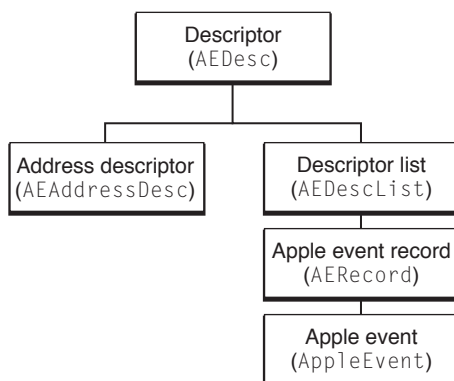 Descriptor
(AEDesc)
Address descriptor
(AEAddressDesc)
Descriptor list
(AEDescList)
Apple event record
(AERecord)
Apple event
(AppleEvent)